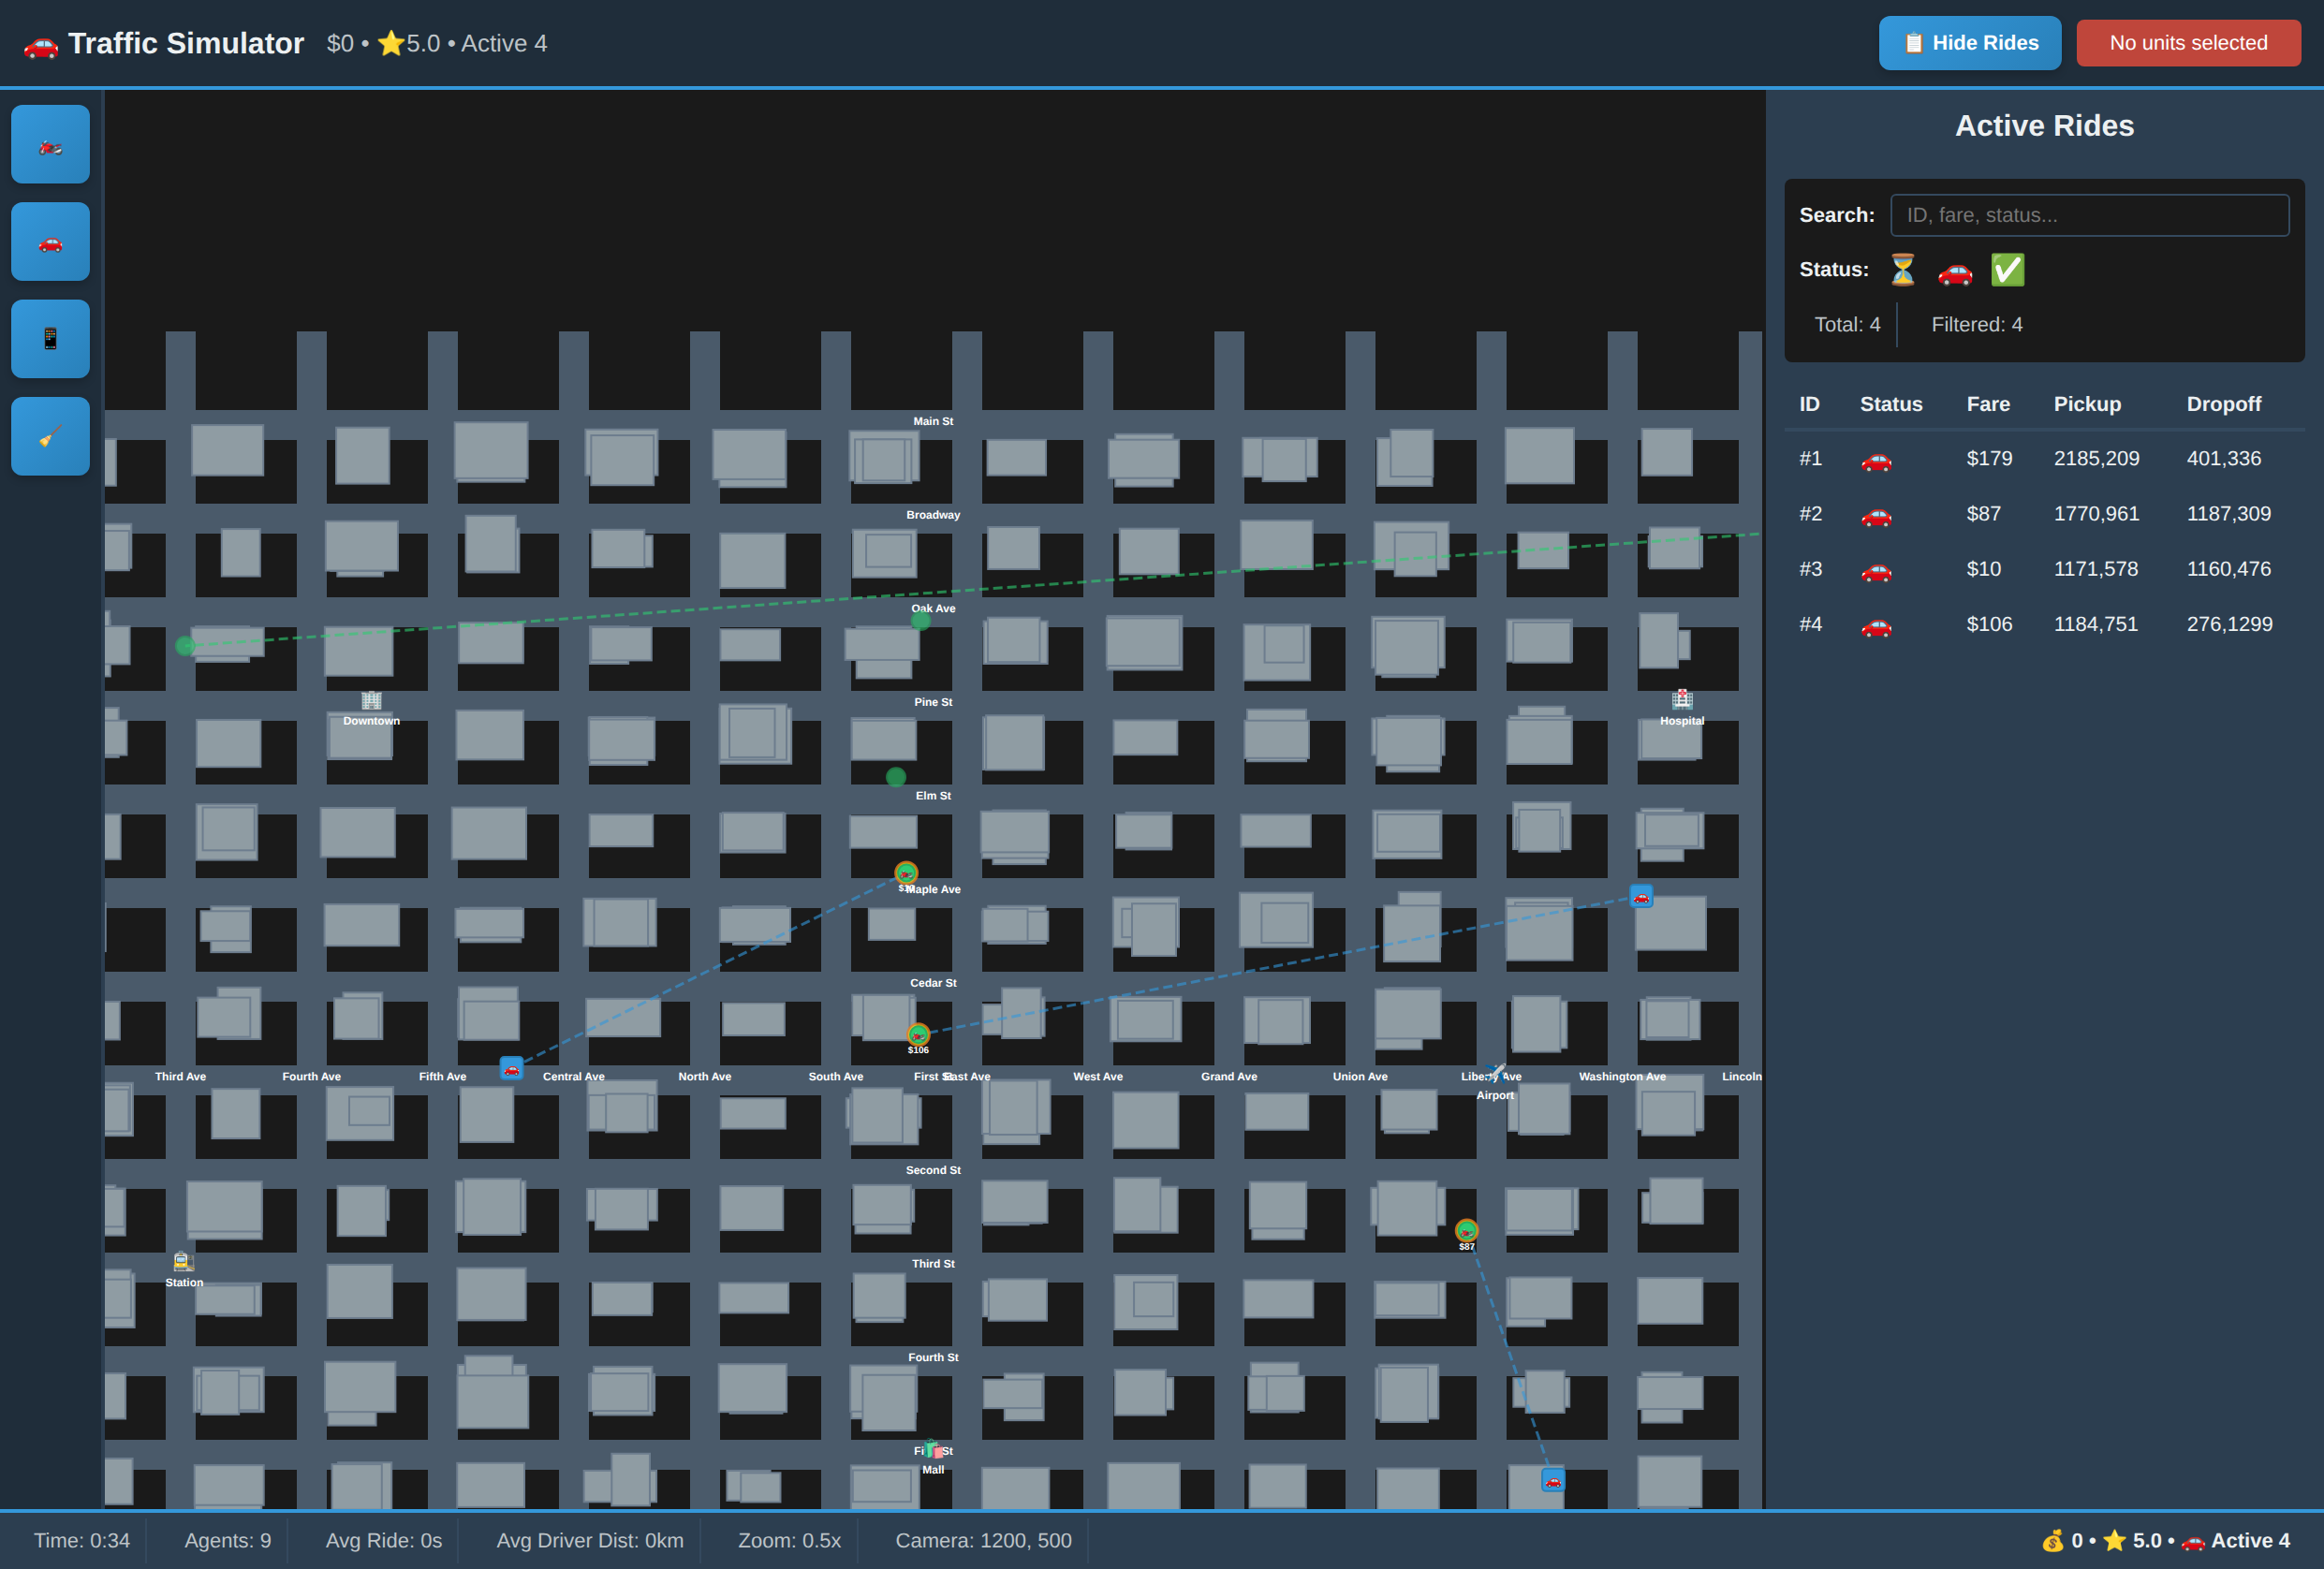 🚗 Traffic Simulator
$0 • ⭐5.0 • Active 4
📋 Hide Rides
No units selected
Main St
Broadway
Oak Ave
Pine St
Downtown
Hospital
Elm St
Maple Ave
Cedar St
$106
Third Ave
Fourth Ave
Fifth Ave
Central Ave
North Ave
South Ave
First St
East Ave
West Ave
Grand Ave
Union Ave
Liberty Ave
Washington Ave
Lincoln
Airport
Second St
$87
Third St
Station
Fourth St
Fifth St
Mall
Active Rides
Search: ID, fare, status...
Status: ⏳ 🚗 ✅
Total: 4 Filtered: 4
ID Status Fare Pickup Dropoff
#1 🚗 $179 2185,209 401,336
#2 🚗 $87 1770,961 1187,309
#3 🚗 $10 1171,578 1160,476
#4 🚗 $106 1184,751 276,1299
Time: 0:34 Agents: 9 Avg Ride: 0s Avg Driver Dist: 0km Zoom: 0.5x Camera: 1200, 500
💰 0 • ⭐ 5.0 • 🚗 Active 4